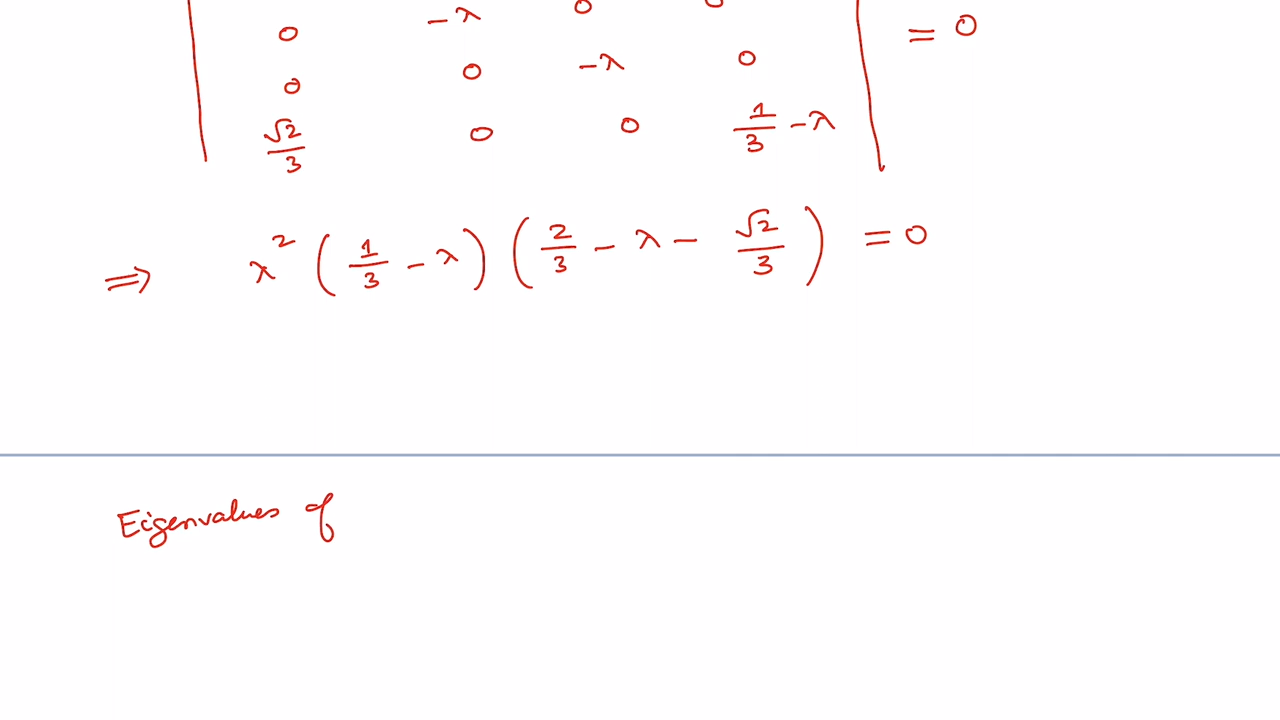 0 -λ 0 0
= 0
0 0 -λ 0
√2/3 0 0 1/3 - λ
⇒ λ² (1/3 - λ) (2/3 - λ - √2/3) = 0
Eigenvalues of